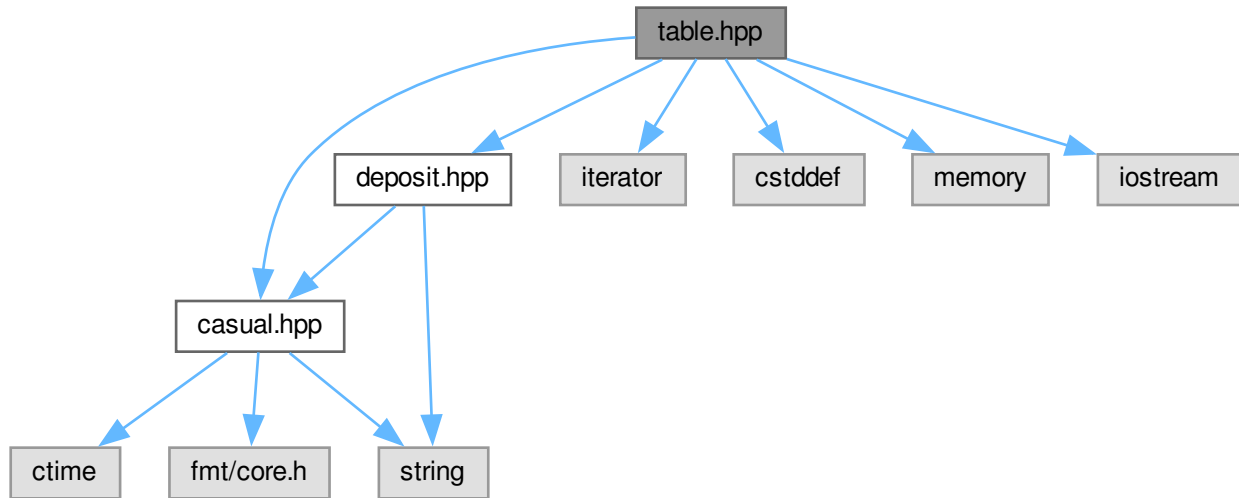 table.hpp
deposit.hpp
iterator
cstddef
memory
iostream
casual.hpp
ctime
fmt/core.h
string